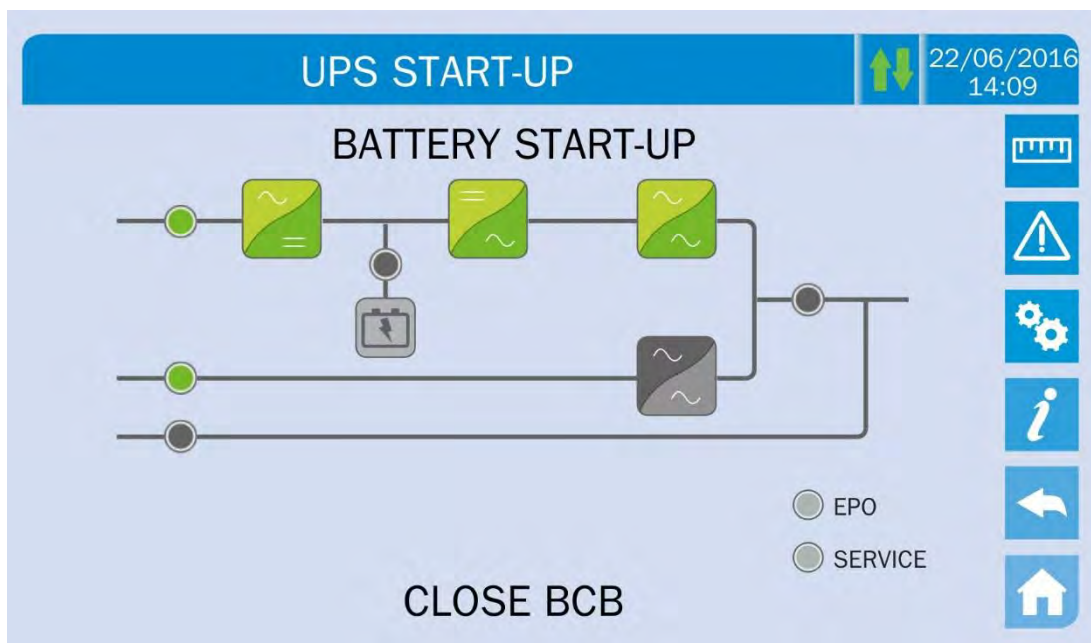 UPS START-UP
22/06/2016
14:09
BATTERY START-UP
EPO
SERVICE
CLOSE BCB